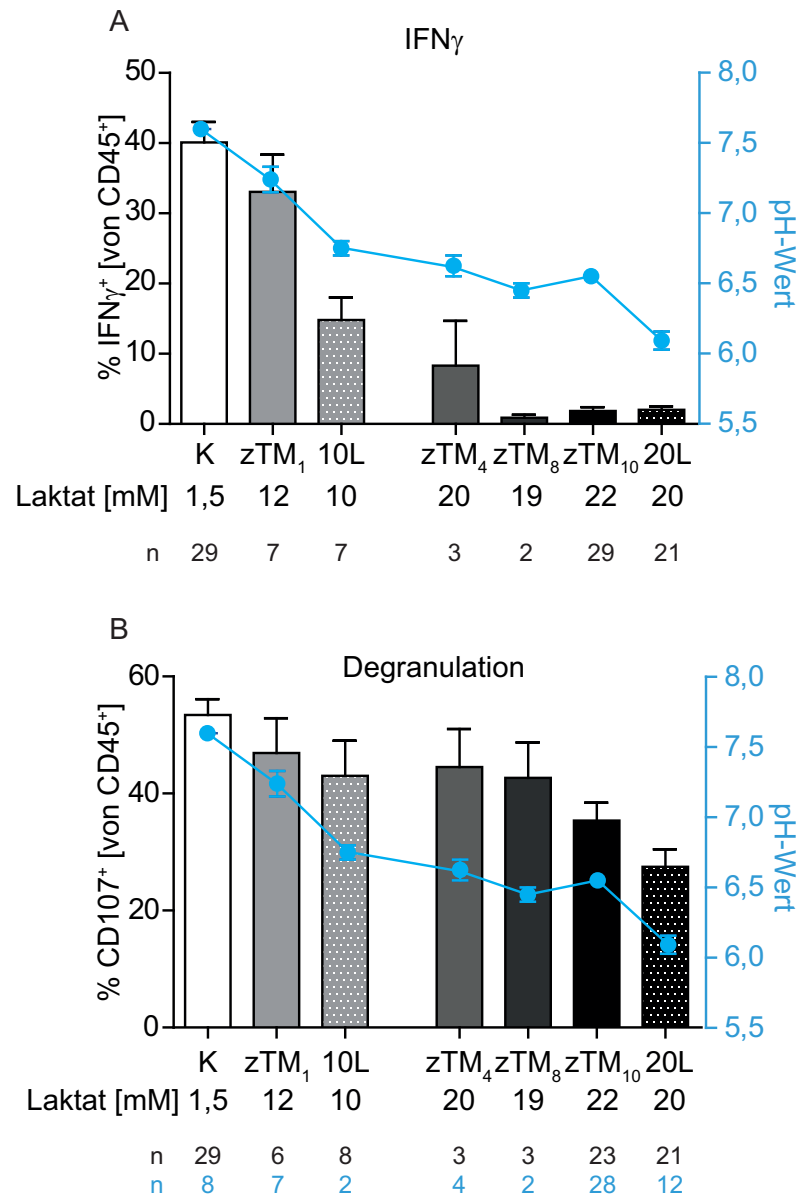 A
IFNγ
% IFNγ⁺ [von CD45⁺]
50
40
30
20
10
0
8,0
7,5
7,0
6,5
6,0
5,5
pH-Wert
K zTM₁ 10L zTM₄ zTM₈ zTM₁₀ 20L
Laktat [mM] 1,5 12 10 20 19 22 20
n 29 7 7 3 2 29 21
B
Degranulation
% CD107⁺ [von CD45⁺]
60
40
20
0
8,0
7,5
7,0
6,5
6,0
5,5
pH-Wert
K zTM₁ 10L zTM₄ zTM₈ zTM₁₀ 20L
Laktat [mM] 1,5 12 10 20 19 22 20
n 29 6 8 3 3 23 21
n 8 7 2 4 2 28 12